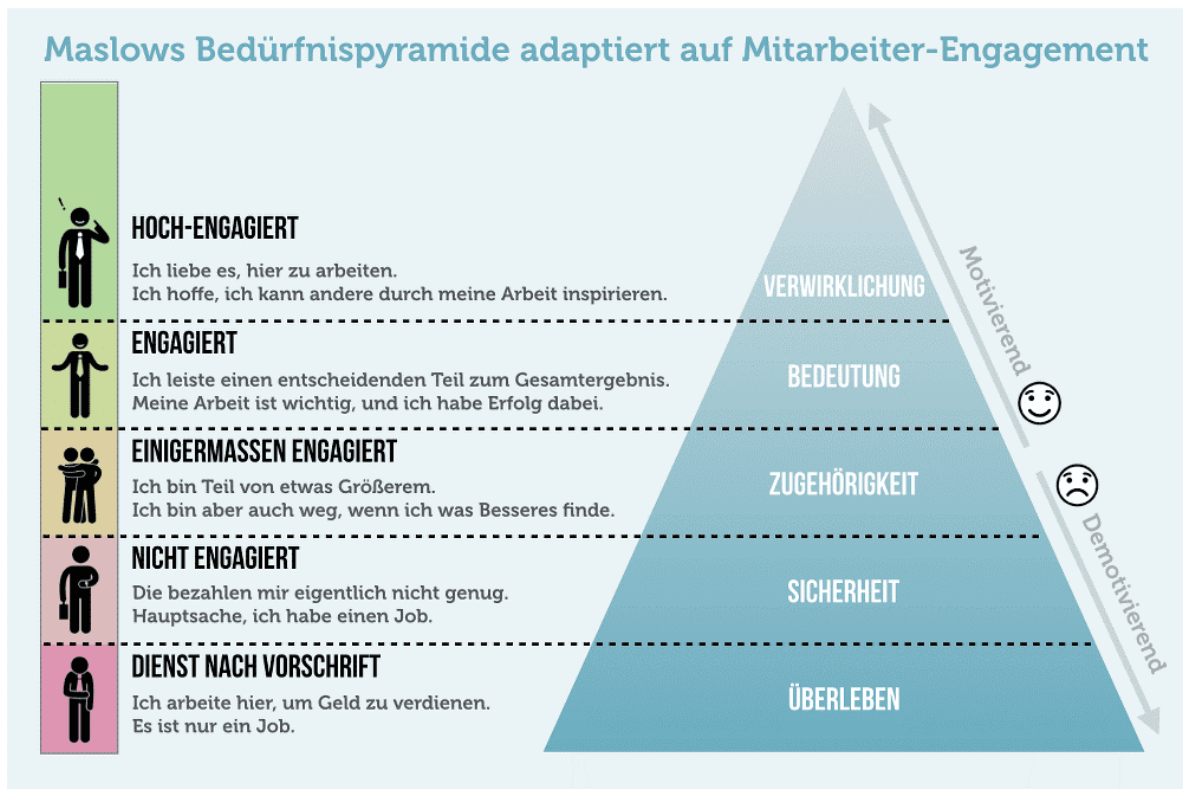 Maslows Bedürfnispyramide adaptiert auf Mitarbeiter-Engagement
HOCH-ENGAGIERT
Ich liebe es, hier zu arbeiten.
Ich hoffe, ich kann andere durch meine Arbeit inspirieren.
VERWIRKLICHUNG
ENGAGIERT
Ich leiste einen entscheidenden Teil zum Gesamtergebnis.
Meine Arbeit ist wichtig, und ich habe Erfolg dabei.
BEDEUTUNG
EINIGERMASSEN ENGAGIERT
Ich bin Teil von etwas Größerem.
Ich bin aber auch weg, wenn ich was Besseres finde.
ZUGEHÖRIGKEIT
NICHT ENGAGIERT
Die bezahlen mir eigentlich nicht genug.
Hauptsache, ich habe einen Job.
SICHERHEIT
DIENST NACH VORSCHRIFT
Ich arbeite hier, um Geld zu verdienen.
Es ist nur ein Job.
ÜBERLEBEN
Motivierend
Demotivierend